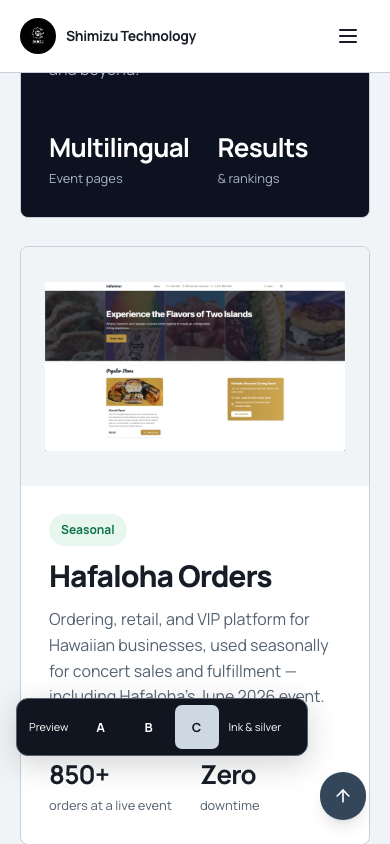 Shimizu Technology
and beyond.
Multilingual
Results
Event pages
& rankings
Experience the Flavors of Two Islands
Popular Items
Seasonal
Hafaloha Orders
Ordering, retail, and VIP platform for
Hawaiian businesses, used seasonally
for concert sales and fulfillment —
including Hafaloha's June 2026 event.
Preview
A
B
C
Ink & silver
850+
Zero
orders at a live event
downtime